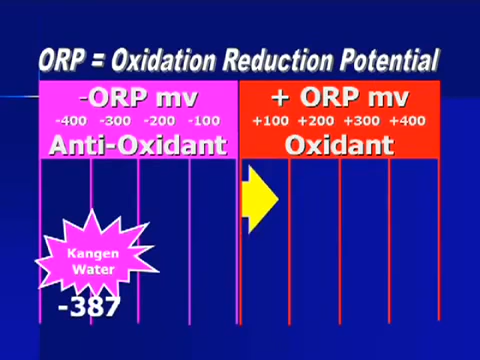 ORP = Oxidation Reduction Potential
-ORP mv
-400 -300 -200 -100
Anti-Oxidant
+ ORP mv
+100 +200 +300 +400
Oxidant
Kangen
Water
-387